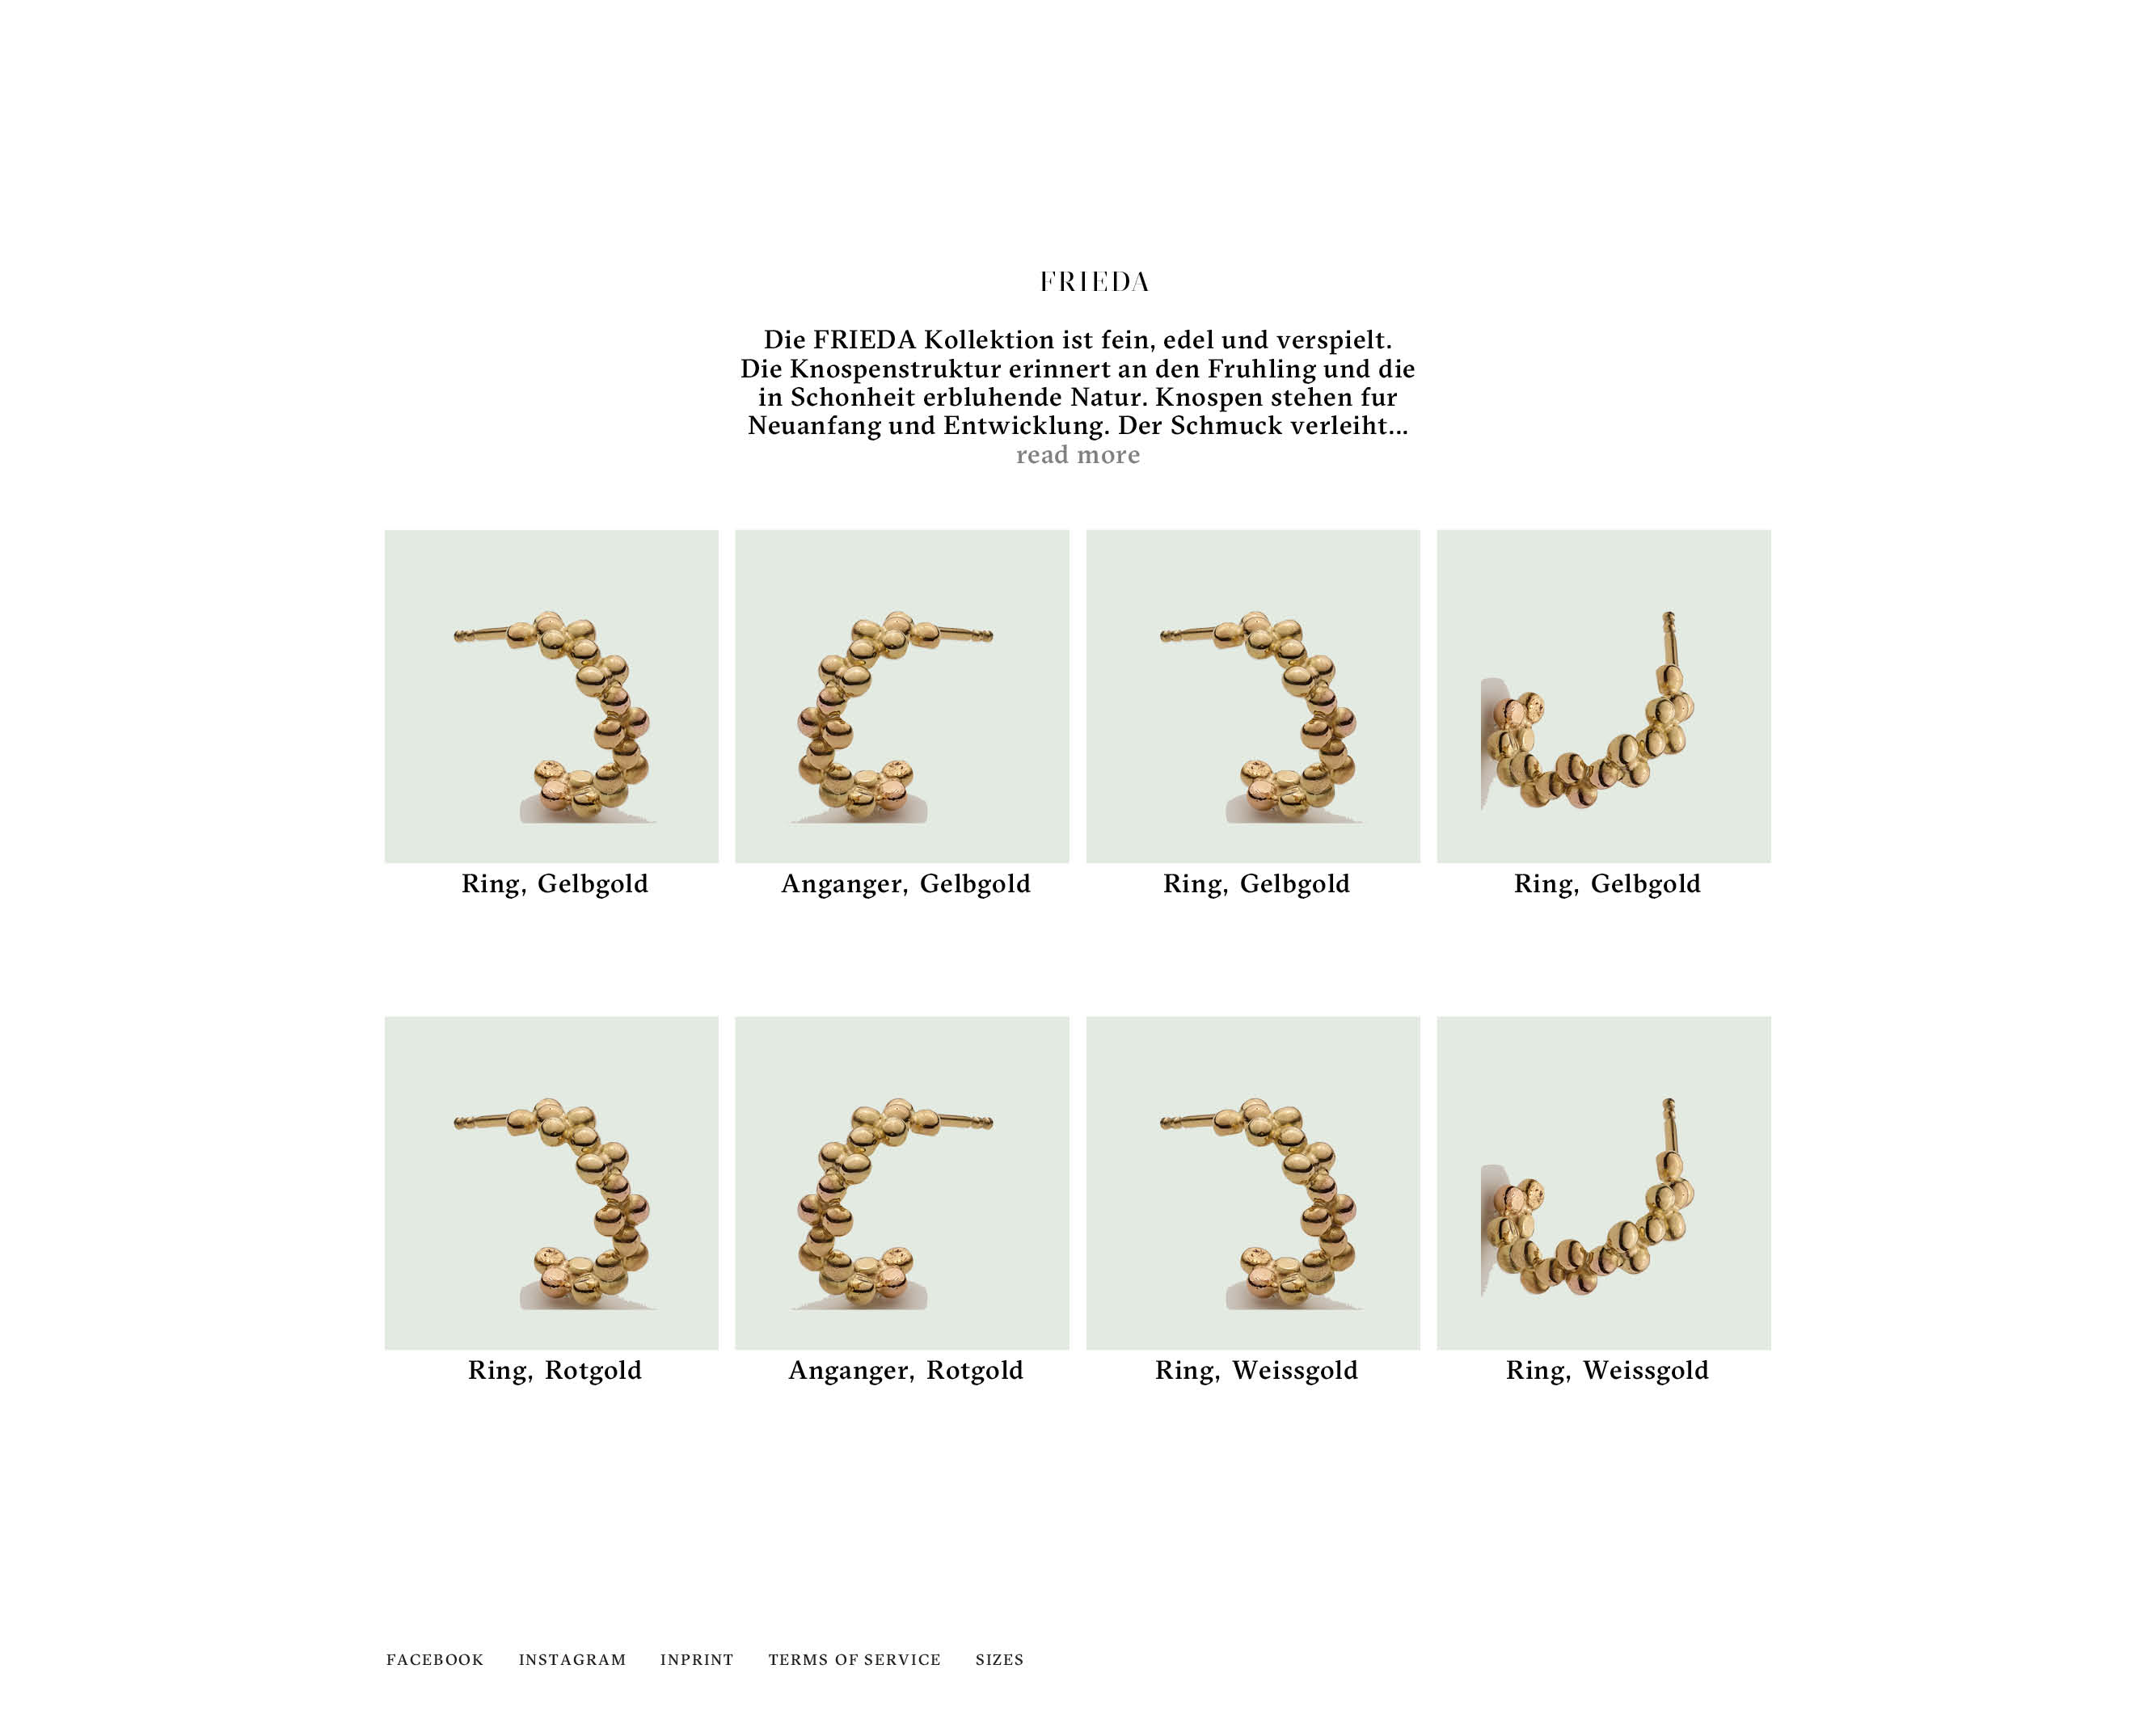 FRIEDA
Die FRIEDA Kollektion ist fein, edel und verspielt.
Die Knospenstruktur erinnert an den Fruhling und die
in Schonheit erbluhende Natur. Knospen stehen fur
Neuanfang und Entwicklung. Der Schmuck verleiht...
read more
Ring, Gelbgold
Anganger, Gelbgold
Ring, Gelbgold
Ring, Gelbgold
Ring, Rotgold
Anganger, Rotgold
Ring, Weissgold
Ring, Weissgold
FACEBOOK INSTAGRAM INPRINT TERMS OF SERVICE SIZES